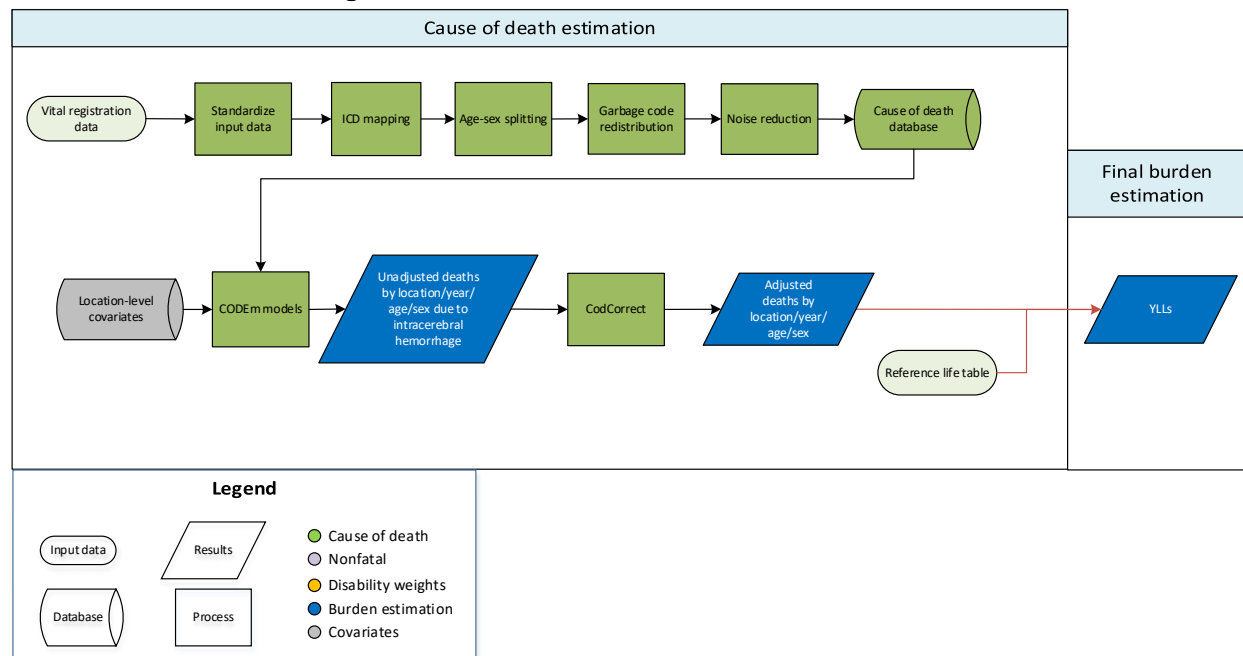 Cause of death estimation
Vital registration
data
Standardize
input data
ICD mapping
Age-sex splitting
Garbage code
redistribution
Noise reduction
Cause of death
database
Final burden
estimation
Location-level
covariates
CODEm models
Unadjusted deaths
by location/year/
age/sex due to
intracerebral
hemorrhage
CodCorrect
Adjusted
deaths by
location/year/
age/sex
YLLs
Reference life table
Legend
Input data
Results
Database
Process
Cause of death
Nonfatal
Disability weights
Burden estimation
Covariates